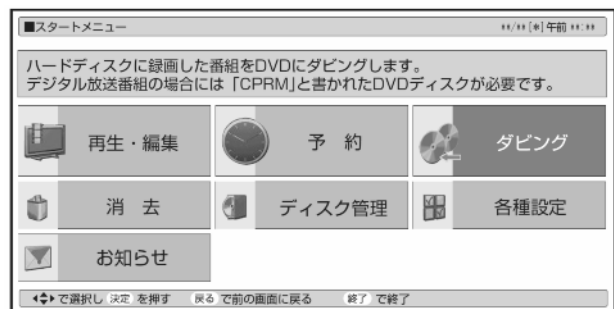 ■スタートメニュー **/**[*]午前**:**
ハードディスクに録画した番組をDVDにダビングします。
デジタル放送番組の場合には「CPRM」と書かれたDVDディスクが必要です。
再生・編集 予 約 ダビング
消 去 ディスク管理 各種設定
お知らせ
で選択し 決定 を押す 戻る で前の画面に戻る 終了 で終了